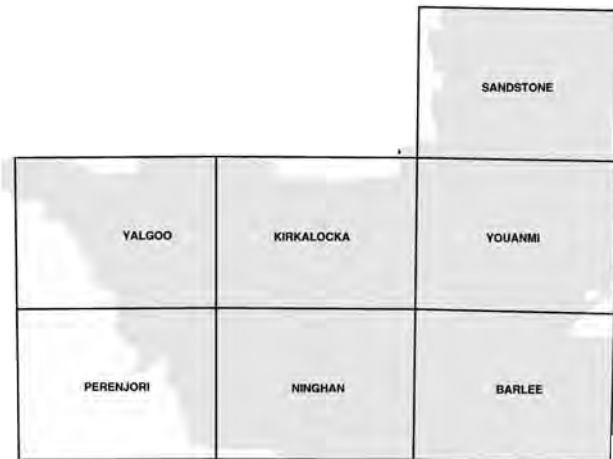 SANDSTONE
YALGOO
KIRKALOCKA
YOUANMI
PERENJORI
NINGHAN
BARLEE